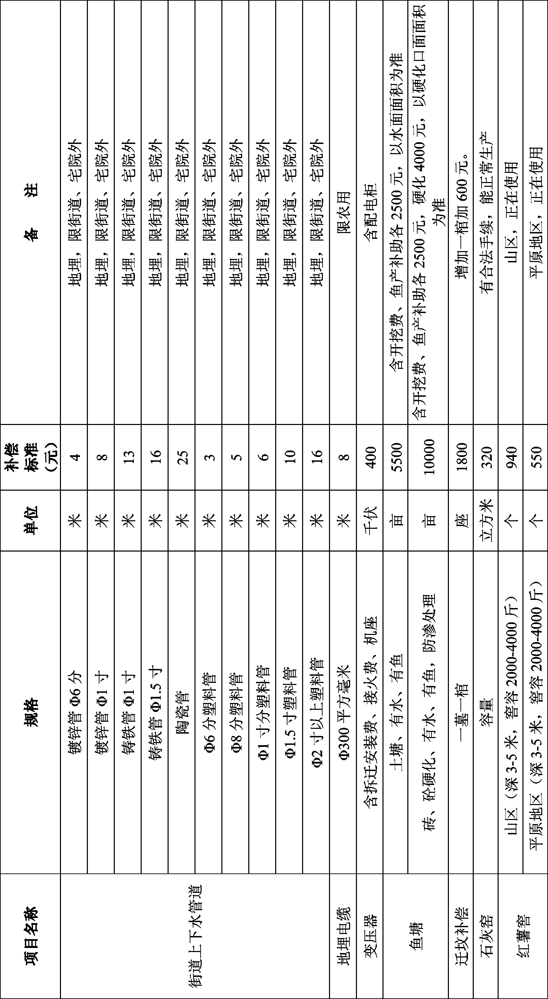 项目名称 规格 单位 补偿标准（元） 备 注
街道上下水管道 镀锌管 Φ6 分 米 4 地埋，限街道、宅院外
镀锌管 Φ1 寸 米 8 地埋，限街道、宅院外
铸铁管 Φ1 寸 米 13 地埋，限街道、宅院外
铸铁管 Φ1.5 寸 米 16 地埋，限街道、宅院外
陶瓷管 米 25 地埋，限街道、宅院外
Φ6 分塑料管 米 3 地埋，限街道、宅院外
Φ8 分塑料管 米 5 地埋，限街道、宅院外
Φ1 寸分塑料管 米 6 地埋，限街道、宅院外
Φ1.5 寸塑料管 米 10 地埋，限街道、宅院外
Φ2 寸以上塑料管 米 16 地埋，限街道、宅院外
地埋电缆 Φ300 平方毫米 米 8 限农用
变压器 含拆迁安装费、接火费、机座 千伏 400 含配电柜
鱼塘 土塘、有水、有鱼 亩 5500 含开挖费、鱼产补助各 2500 元，以水面面积为准
砖、砼硬化、有水、有鱼，防渗处理 亩 10000 含开挖费、鱼产补助各 2500 元，硬化 4000 元，以硬化口面面积
为准
迁坟补偿 一墓一棺 座 1800 增加一棺加 600 元。
石灰窑 容量 立方米 320 有合法手续，能正常生产
红薯窖 山区（深 3-5 米，窖容 2000-4000 斤） 个 940 山区，正在使用
平原地区（深 3-5 米，窖容 2000-4000 斤） 个 550 平原地区，正在使用